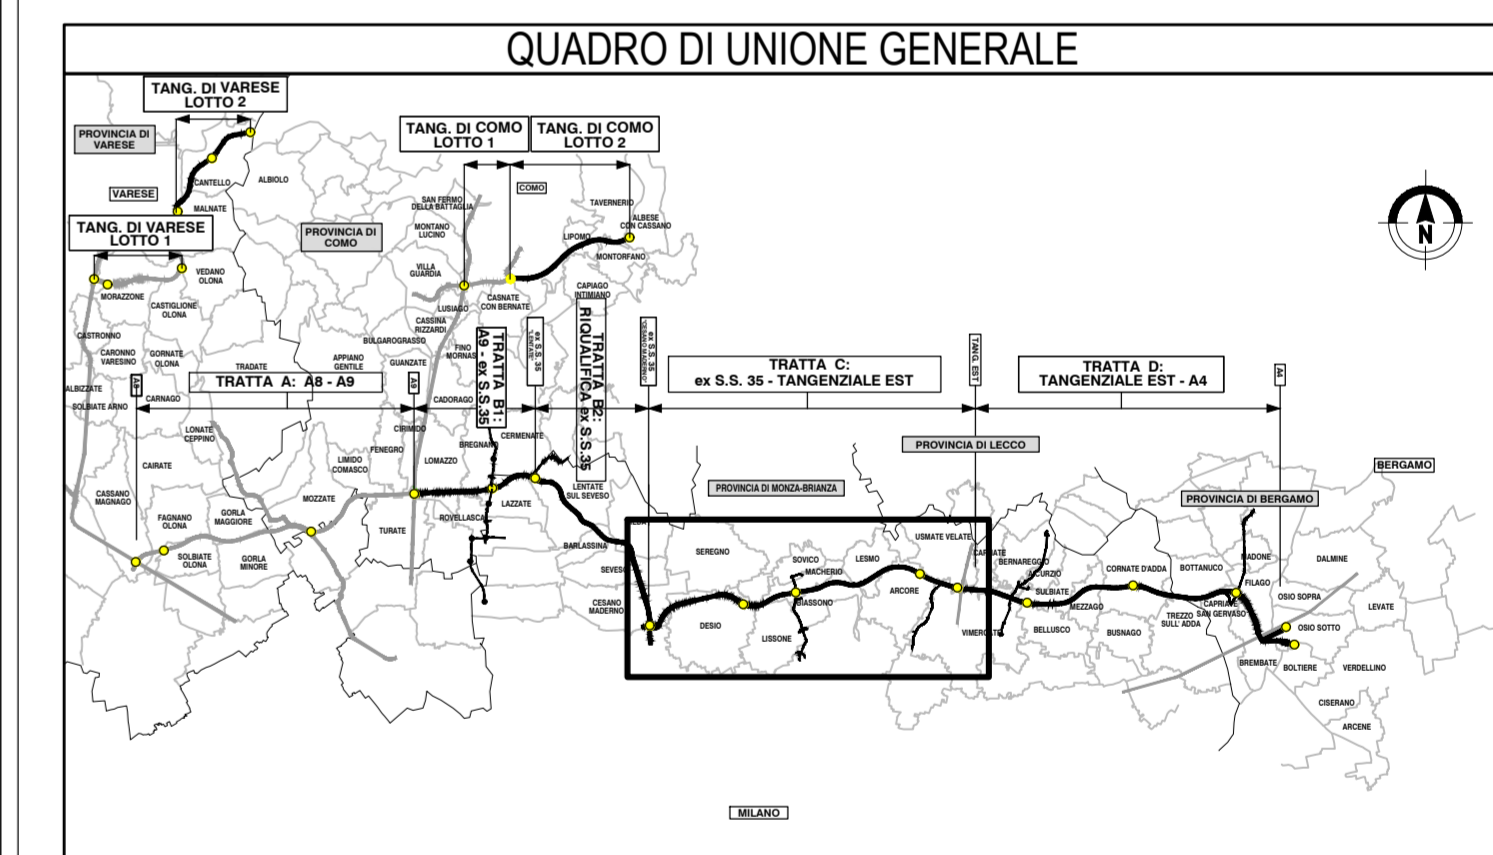 QUADRO DI UNIONE GENERALE
TANG. DI VARESE
LOTTO 2
PROVINCIA DI
VARESE
TANG. DI COMO
LOTTO 1
TANG. DI COMO
LOTTO 2
CANTELLO
ALBIOLO
VARESE
MALNATE
COMO
SAN FERMO
DELLA BATTAGLIA
TAVERNERIO
ALBESE
CON CASSANO
TANG. DI VARESE
LOTTO 1
PROVINCIA DI
COMO
MONTANO
LUCINO
LIPOMO
MONTORFANO
N
VEDANO
OLONA
VILLA
GUARDIA
MORAZZONE
CASTIGLIONE
OLONA
LUSIAGO
CASNATE
CON BERNATE
CAPIAGO
INTIMIANO
CASTRONNO
CASSINA
RIZZARDI
BULGAROGRASSO
CARONNO
VARESINO
GORNATE
OLONA
TRADATE
APPIANO
GENTILE
GUANZATE
FINO
MORNAS
TRATTA B1:
A9 - ex S.S.35
ex S.S. 35
"LENTATE"
TRATTA B2:
RIQUALIFICA ex S.S.35
ex S.S. 35
"CESANO MADERNO"
TRATTA C:
ex S.S. 35 - TANGENZIALE EST
TANG. EST
TRATTA D:
TANGENZIALE EST - A4
A4
ALBIZZATE
A8
TRATTA A: A8 - A9
A9
SOLBIATE ARNO
CARNAGO
CADORAGO
LONATE
CEPPINO
CIRIMIDO
CERMENATE
BREGNANO
FENEGRO
LIMIDO
COMASCO
LOMAZZO
CAIRATE
PROVINCIA DI LECCO
BERGAMO
CASSANO
MAGNAGO
MOZZATE
LENTATE
SUL SEVESO
PROVINCIA DI MONZA-BRIANZA
PROVINCIA DI BERGAMO
LAZZATE
FAGNANO
OLONA
GORLA
MAGGIORE
ROVELLASCA
TURATE
SOLBIATE
OLONA
GORLA
MINORE
BARLASSINA
SEVESO
SEREGNO
SOVICO
MACHERIO
LESMO
USMATE VELATE
BERNAREGGIO
CORNATE D'ADDA
BOTTANUCO
MADONE
DALMINE
CESANO
MADERNO
DESIO
BIASSONO
LISSONE
ARCORE
SULBIATE
MEZZAGO
FILAGO
OSIO SOPRA
LEVATE
BELLUSCO
BUSNAGO
TREZZO
SULL' ADDA
SAN GERVASO
OSIO SOTTO
BREMBATE
BOLTIERE
VERDELLINO
CISERANO
ARCENE
MILANO